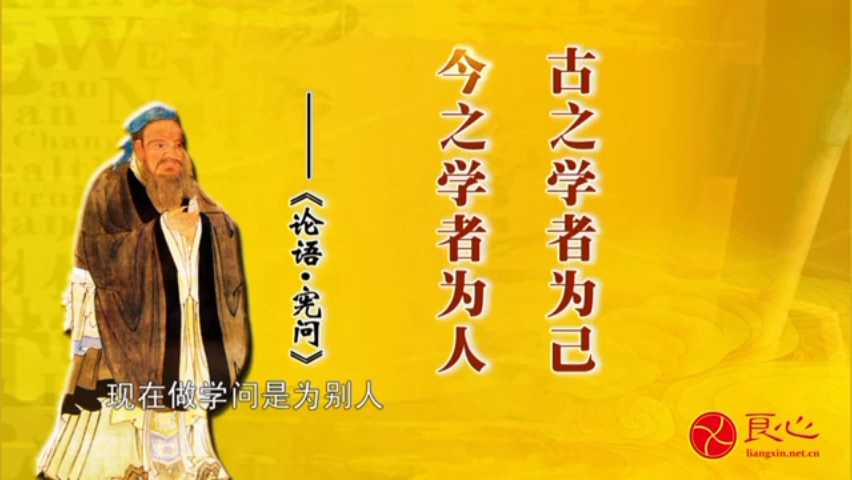 古之学者为己
今之学者为人
——《论语·宪问》
现在做学问是为别人
良心
liangxin.net.cn